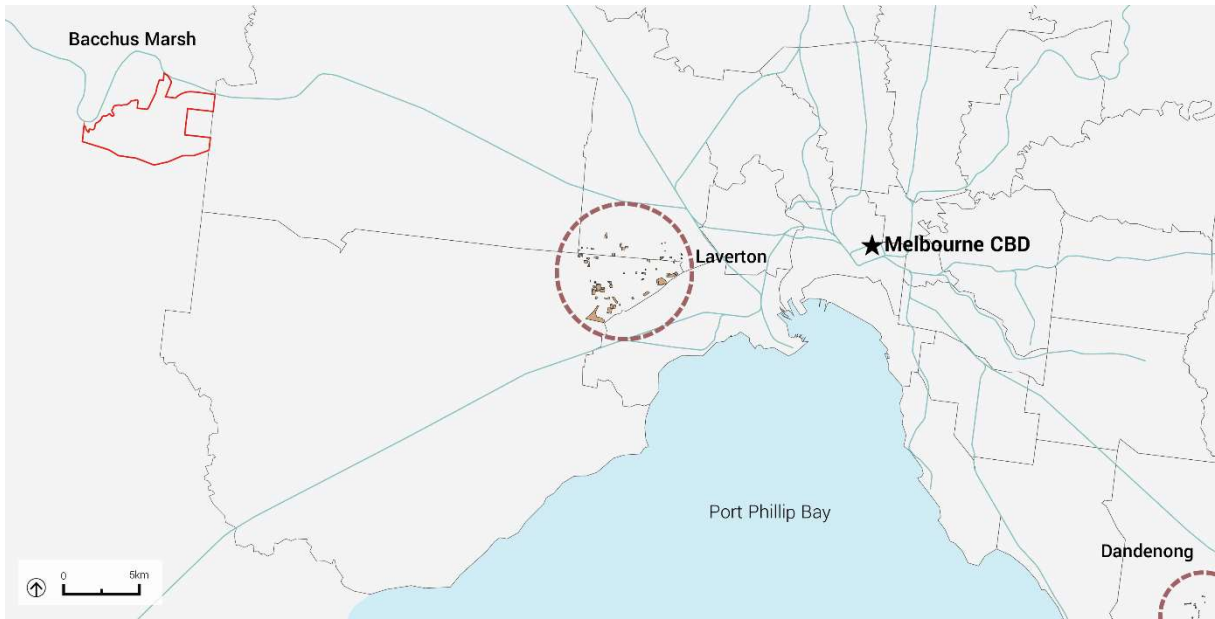 Bacchus Marsh
Melbourne CBD
Laverton
Port Phillip Bay
Dandenong
0 5km